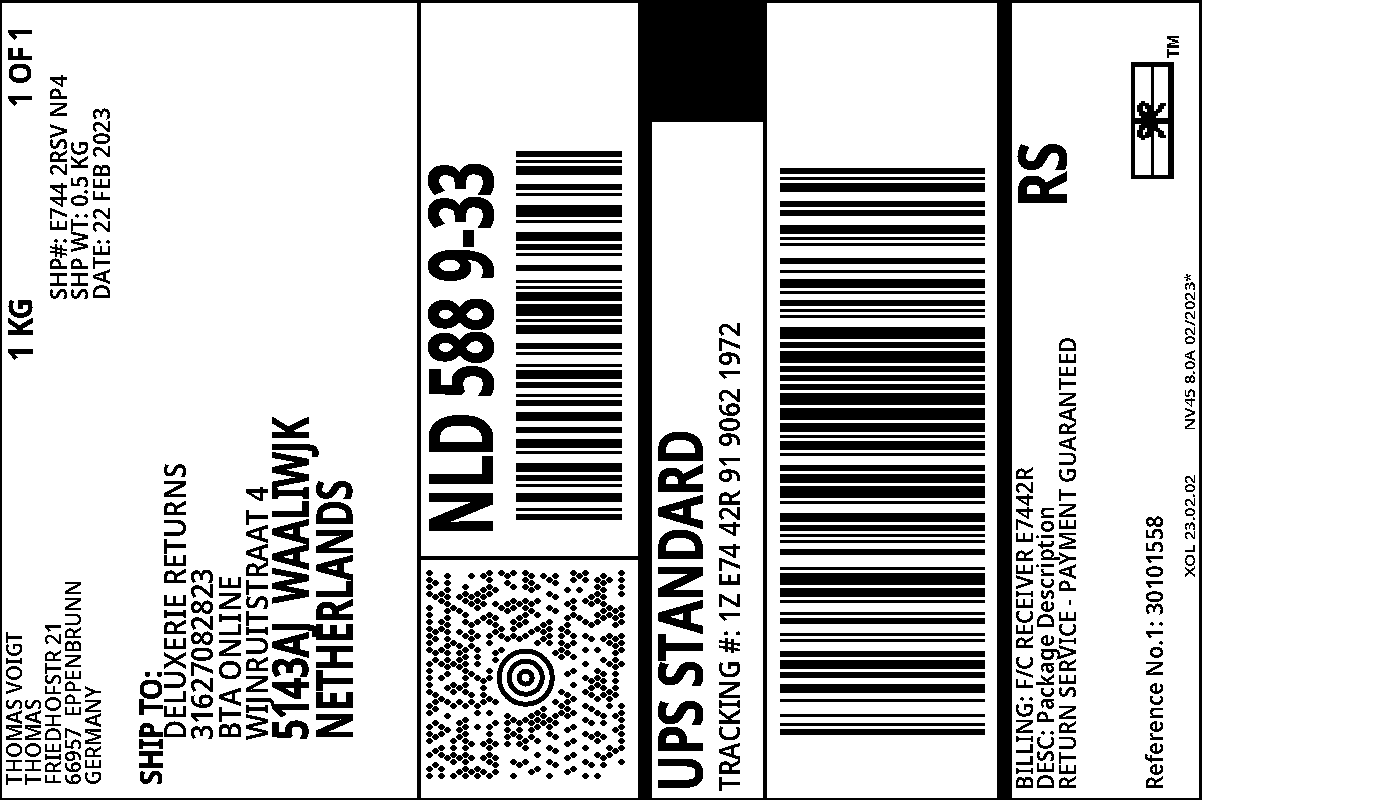 THOMAS VOIGT
THOMAS
FRIEDHOFSTR 21
66957 EPPENBRUNN
GERMANY
1 KG
1 OF 1
SHP#: E744 2RSV NP4
SHP WT: 0.5 KG
DATE: 22 FEB 2023
SHIP TO:
DELUXERIE RETURNS
31627082823
BTA ONLINE
WIJNRUITSTRAAT 4
5143AJ WAALIWJK
NETHERLANDS
NLD 588 9-33
UPS STANDARD
TRACKING #: 1Z E74 42R 91 9062 1972
BILLING: F/C RECEIVER E7442R
DESC: Package Description
RETURN SERVICE - PAYMENT GUARANTEED
RS
Reference No.1: 30101558
TM
XOL 23.02.02 NV45 8.0A 02/2023*